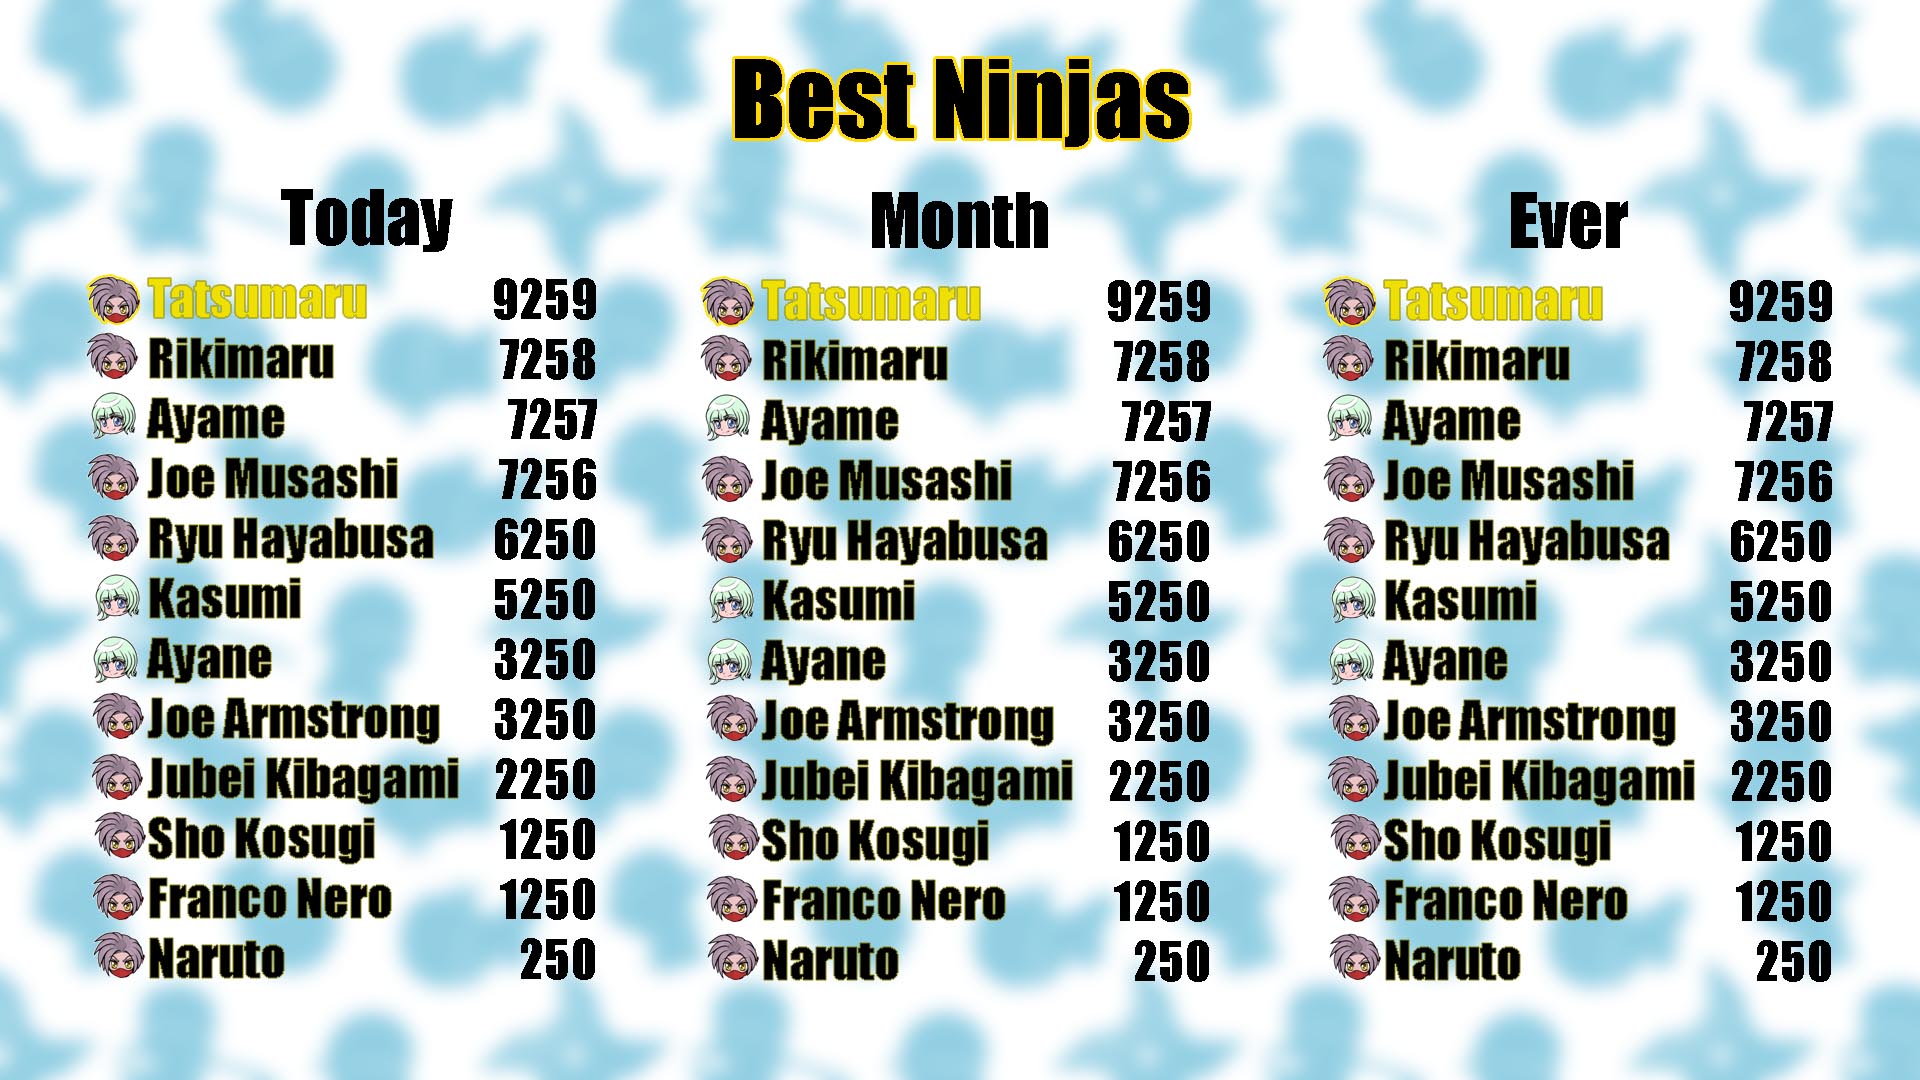 Best Ninjas
Today
Tatsumaru 9259
Rikimaru 7258
Ayame 7257
Joe Musashi 7256
Ryu Hayabusa 6250
Kasumi 5250
Ayane 3250
Joe Armstrong 3250
Jubei Kibagami 2250
Sho Kosugi 1250
Franco Nero 1250
Naruto 250
Month
Tatsumaru 9259
Rikimaru 7258
Ayame 7257
Joe Musashi 7256
Ryu Hayabusa 6250
Kasumi 5250
Ayane 3250
Joe Armstrong 3250
Jubei Kibagami 2250
Sho Kosugi 1250
Franco Nero 1250
Naruto 250
Ever
Tatsumaru 9259
Rikimaru 7258
Ayame 7257
Joe Musashi 7256
Ryu Hayabusa 6250
Kasumi 5250
Ayane 3250
Joe Armstrong 3250
Jubei Kibagami 2250
Sho Kosugi 1250
Franco Nero 1250
Naruto 250